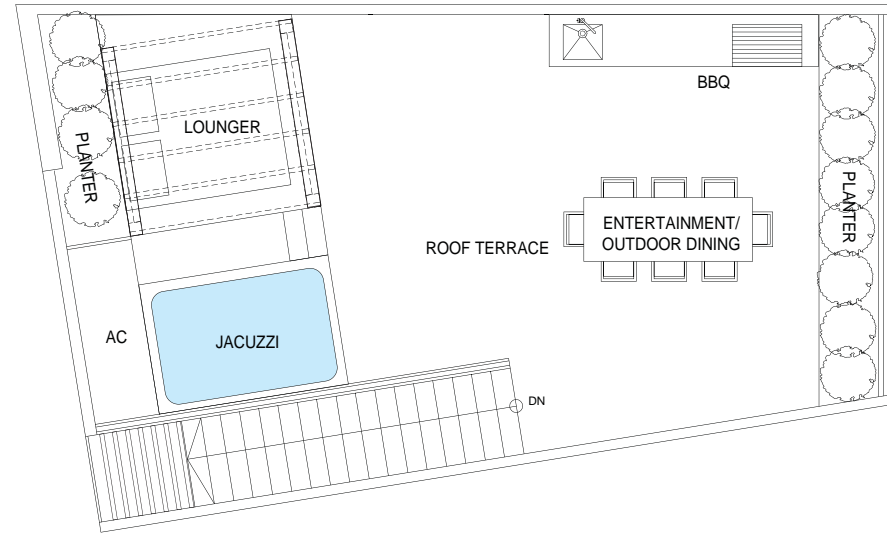 BBQ
LOUNGER
PLANTER
PLANTER
ENTERTAINMENT/
OUTDOOR DINING
ROOF TERRACE
AC
JACUZZI
DN